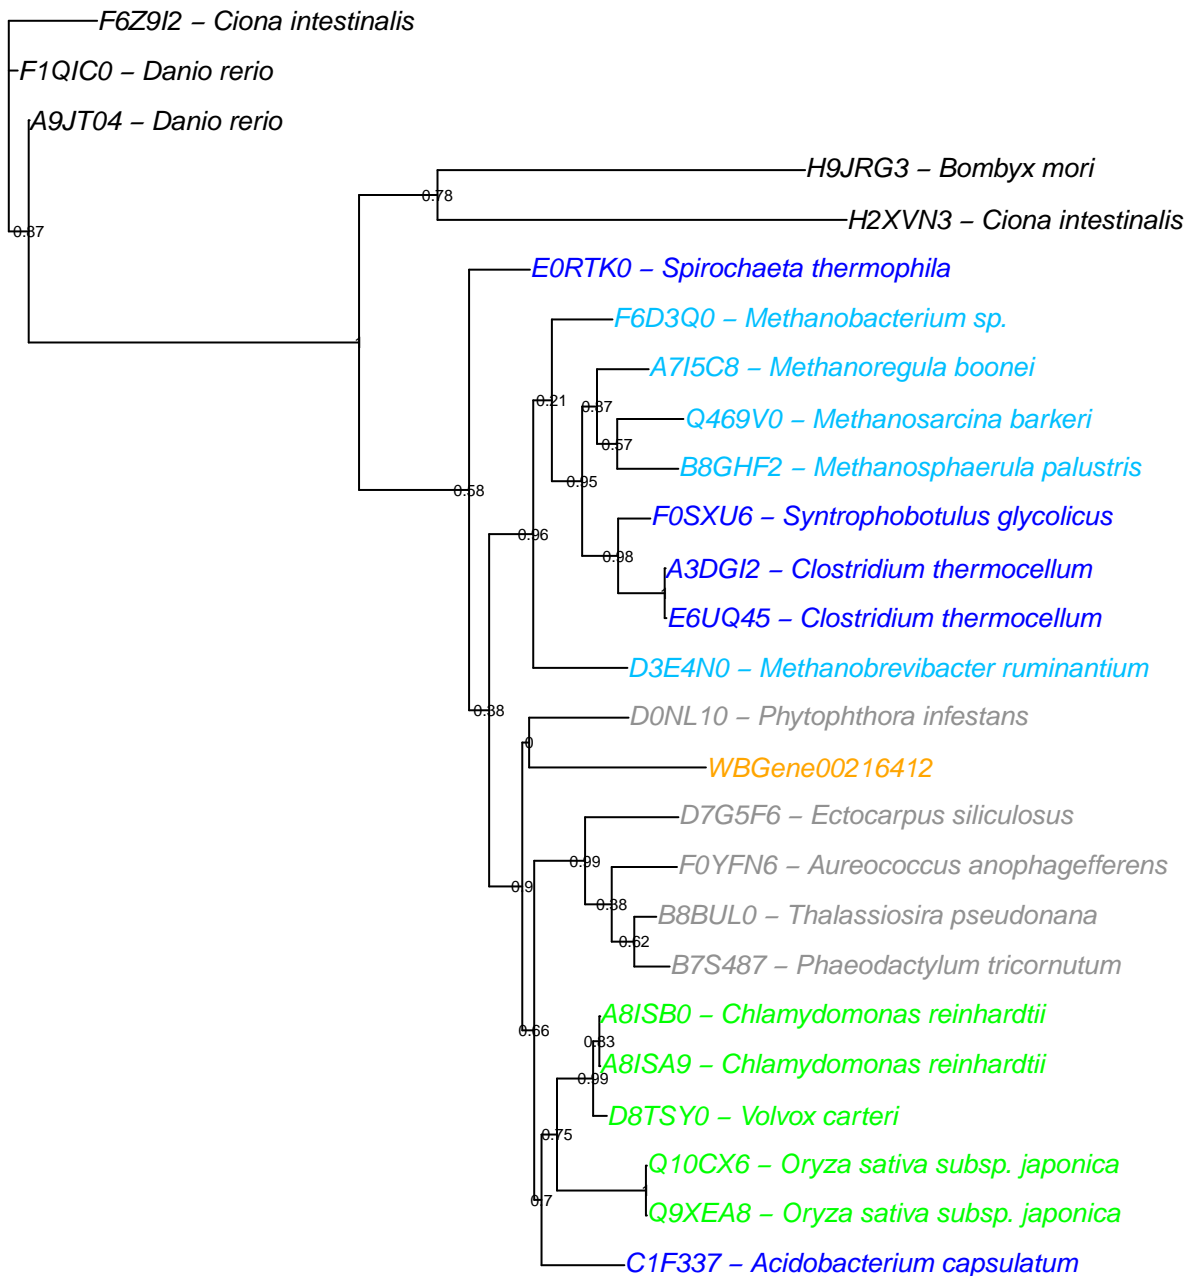 F6Z9I2 – Ciona intestinalis
F1QIC0 – Danio rerio
A9JT04 – Danio rerio
H9JRG3 – Bombyx mori
0.78
H2XVN3 – Ciona intestinalis
0.87
E0RTK0 – Spirochaeta thermophila
F6D3Q0 – Methanobacterium sp.
1
A7I5C8 – Methanoregula boonei
0.21
0.87
Q469V0 – Methanosarcina barkeri
0.57
B8GHF2 – Methanosphaerula palustris
0.95
0.58
F0SXU6 – Syntrophobotulus glycolicus
0.96
0.98
A3DGI2 – Clostridium thermocellum
1
E6UQ45 – Clostridium thermocellum
D3E4N0 – Methanobrevibacter ruminantium
0.38
D0NL10 – Phytophthora infestans
0
WBGene00216412
D7G5F6 – Ectocarpus siliculosus
0.99
F0YFN6 – Aureococcus anophagefferens
0.9
0.38
B8BUL0 – Thalassiosira pseudonana
0.62
B7S487 – Phaeodactylum tricornutum
A8ISB0 – Chlamydomonas reinhardtii
0.66
0.83
A8ISA9 – Chlamydomonas reinhardtii
0.99
D8TSY0 – Volvox carteri
0.75
Q10CX6 – Oryza sativa subsp. japonica
1
0.7
Q9XEA8 – Oryza sativa subsp. japonica
C1F337 – Acidobacterium capsulatum